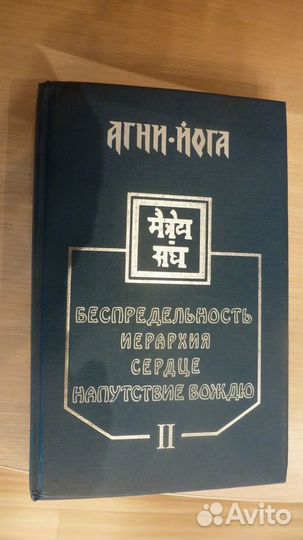 АГНИ·ЙОГА
मैत्रेय
संघ
БЕСПРЕДЕЛЬНОСТЬ
ИЕРАРХИЯ
СЕРДЦЕ
НАПУТСТВИЕ ВОЖДЮ
II
Avito